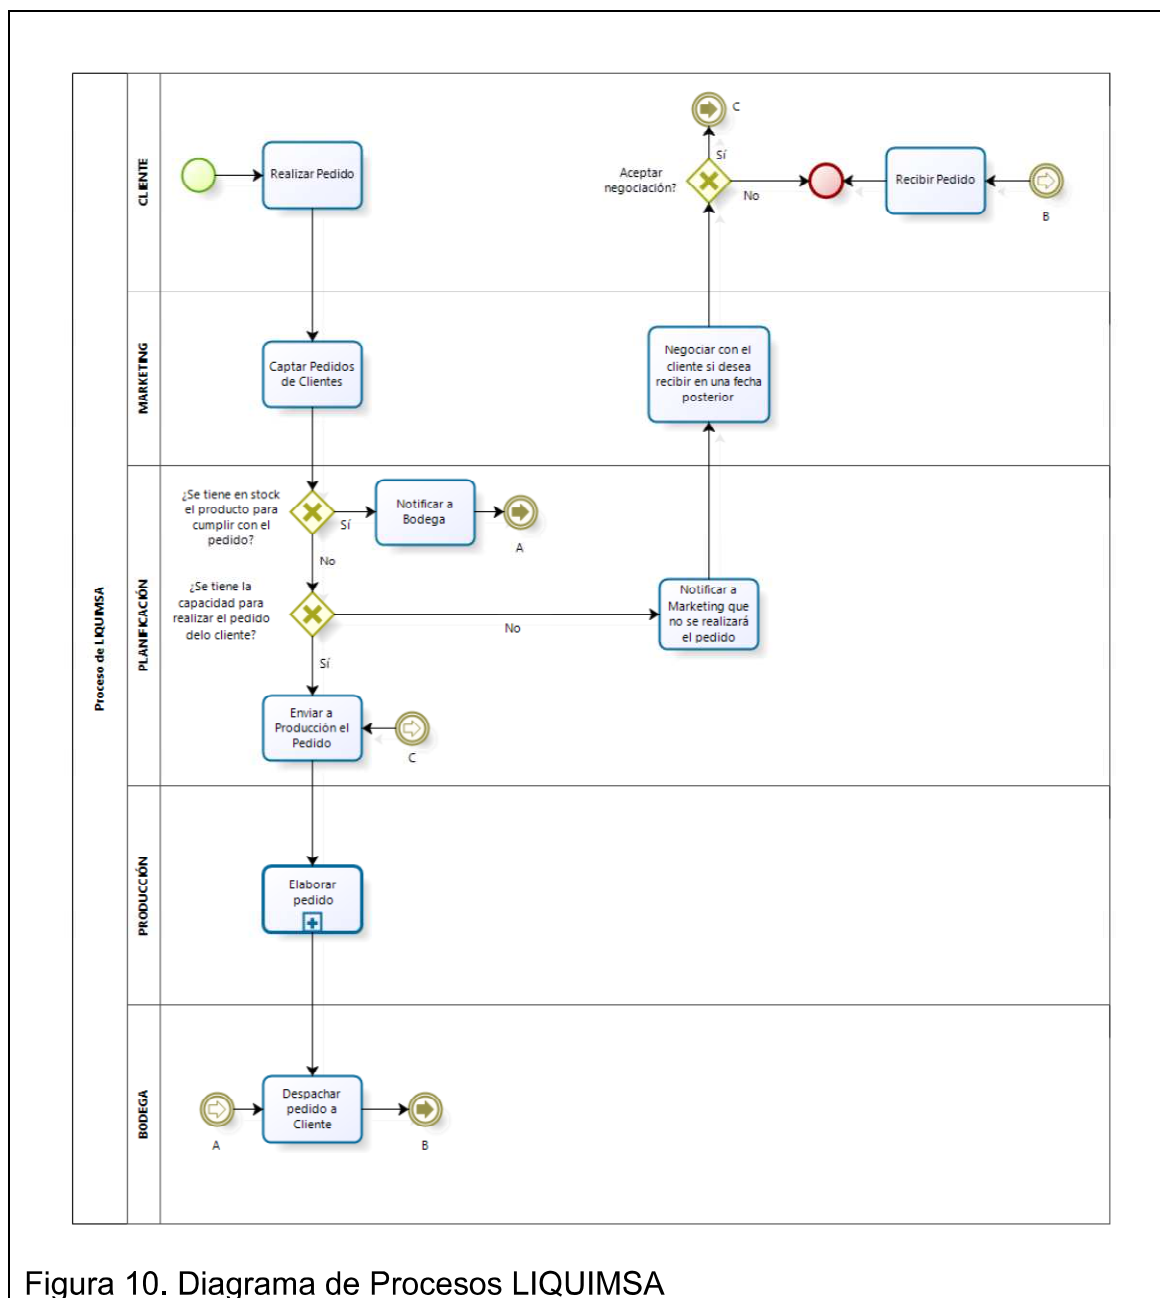 Proceso de LIQUIMSA
CLIENTE
Realizar Pedido
C
Sí
Aceptar
negociación?
No
Recibir Pedido
B
MARKETING
Captar Pedidos
de Clientes
Negociar con el
cliente si desea
recibir en una fecha
posterior
PLANIFICACIÓN
¿Se tiene en stock
el producto para
cumplir con el
pedido?
Sí
Notificar a
Bodega
A
No
¿Se tiene la
capacidad para
realizar el pedido
delo cliente?
No
Notificar a
Marketing que
no se realizará
el pedido
Sí
Enviar a
Producción el
Pedido
C
PRODUCCIÓN
Elaborar
pedido
BODEGA
A
Despachar
pedido a
Cliente
B
Figura 10. Diagrama de Procesos LIQUIMSA